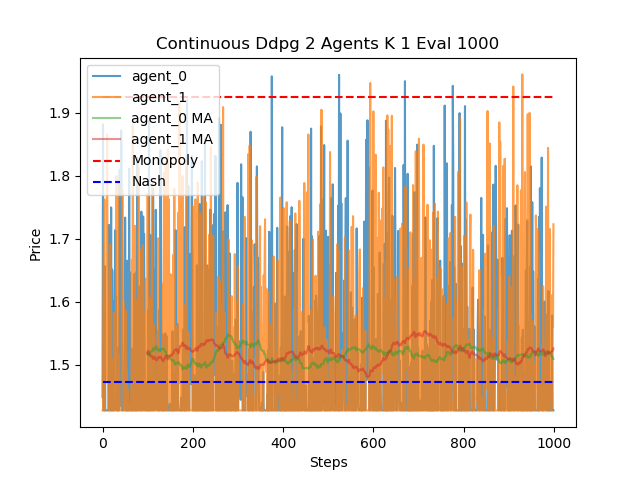 Continuous Ddpg 2 Agents K 1 Eval 1000
agent_0
agent_1
agent_0 MA
agent_1 MA
Monopoly
Nash
Price
1.9
1.8
1.7
1.6
1.5
0
200
400
600
800
1000
Steps